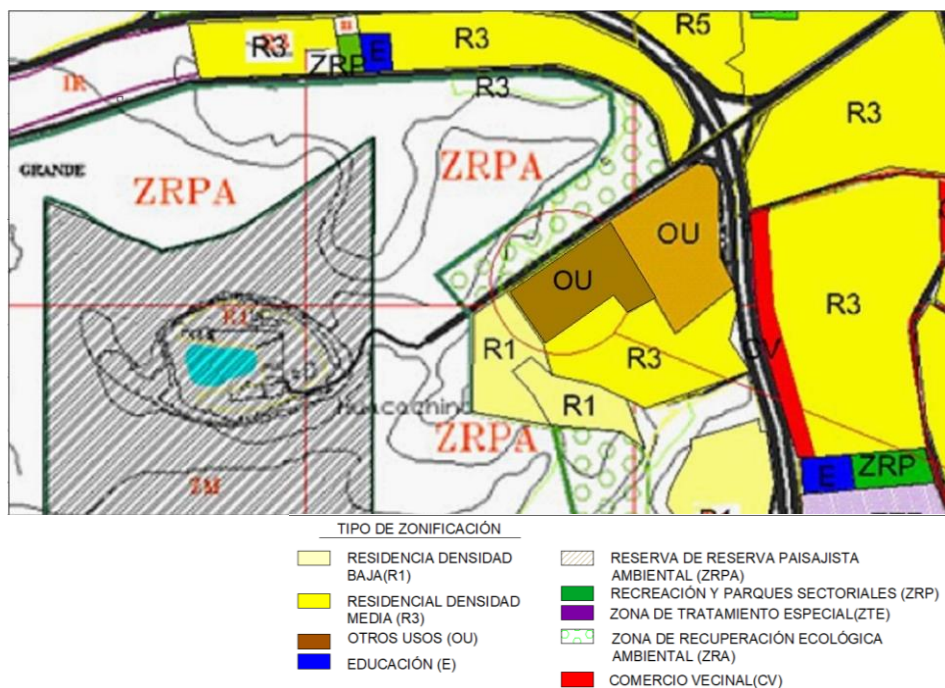 R5
R3
R3
E
ZRP
R3
IR
R3
GRANDE
ZRPA
ZRPA
OU
OU
R3
R1
R3
CV
R1
Huacachina
ZRPA
ZM
E
ZRP
R1
TIPO DE ZONIFICACIÓN
RESIDENCIA DENSIDAD
BAJA(R1)
RESIDENCIAL DENSIDAD
MEDIA (R3)
OTROS USOS (OU)
EDUCACIÓN (E)
RESERVA DE RESERVA PAISAJISTA
AMBIENTAL (ZRPA)
RECREACIÓN Y PARQUES SECTORIALES (ZRP)
ZONA DE TRATAMIENTO ESPECIAL(ZTE)
ZONA DE RECUPERACIÓN ECOLÓGICA
AMBIENTAL (ZRA)
COMERCIO VECINAL(CV)